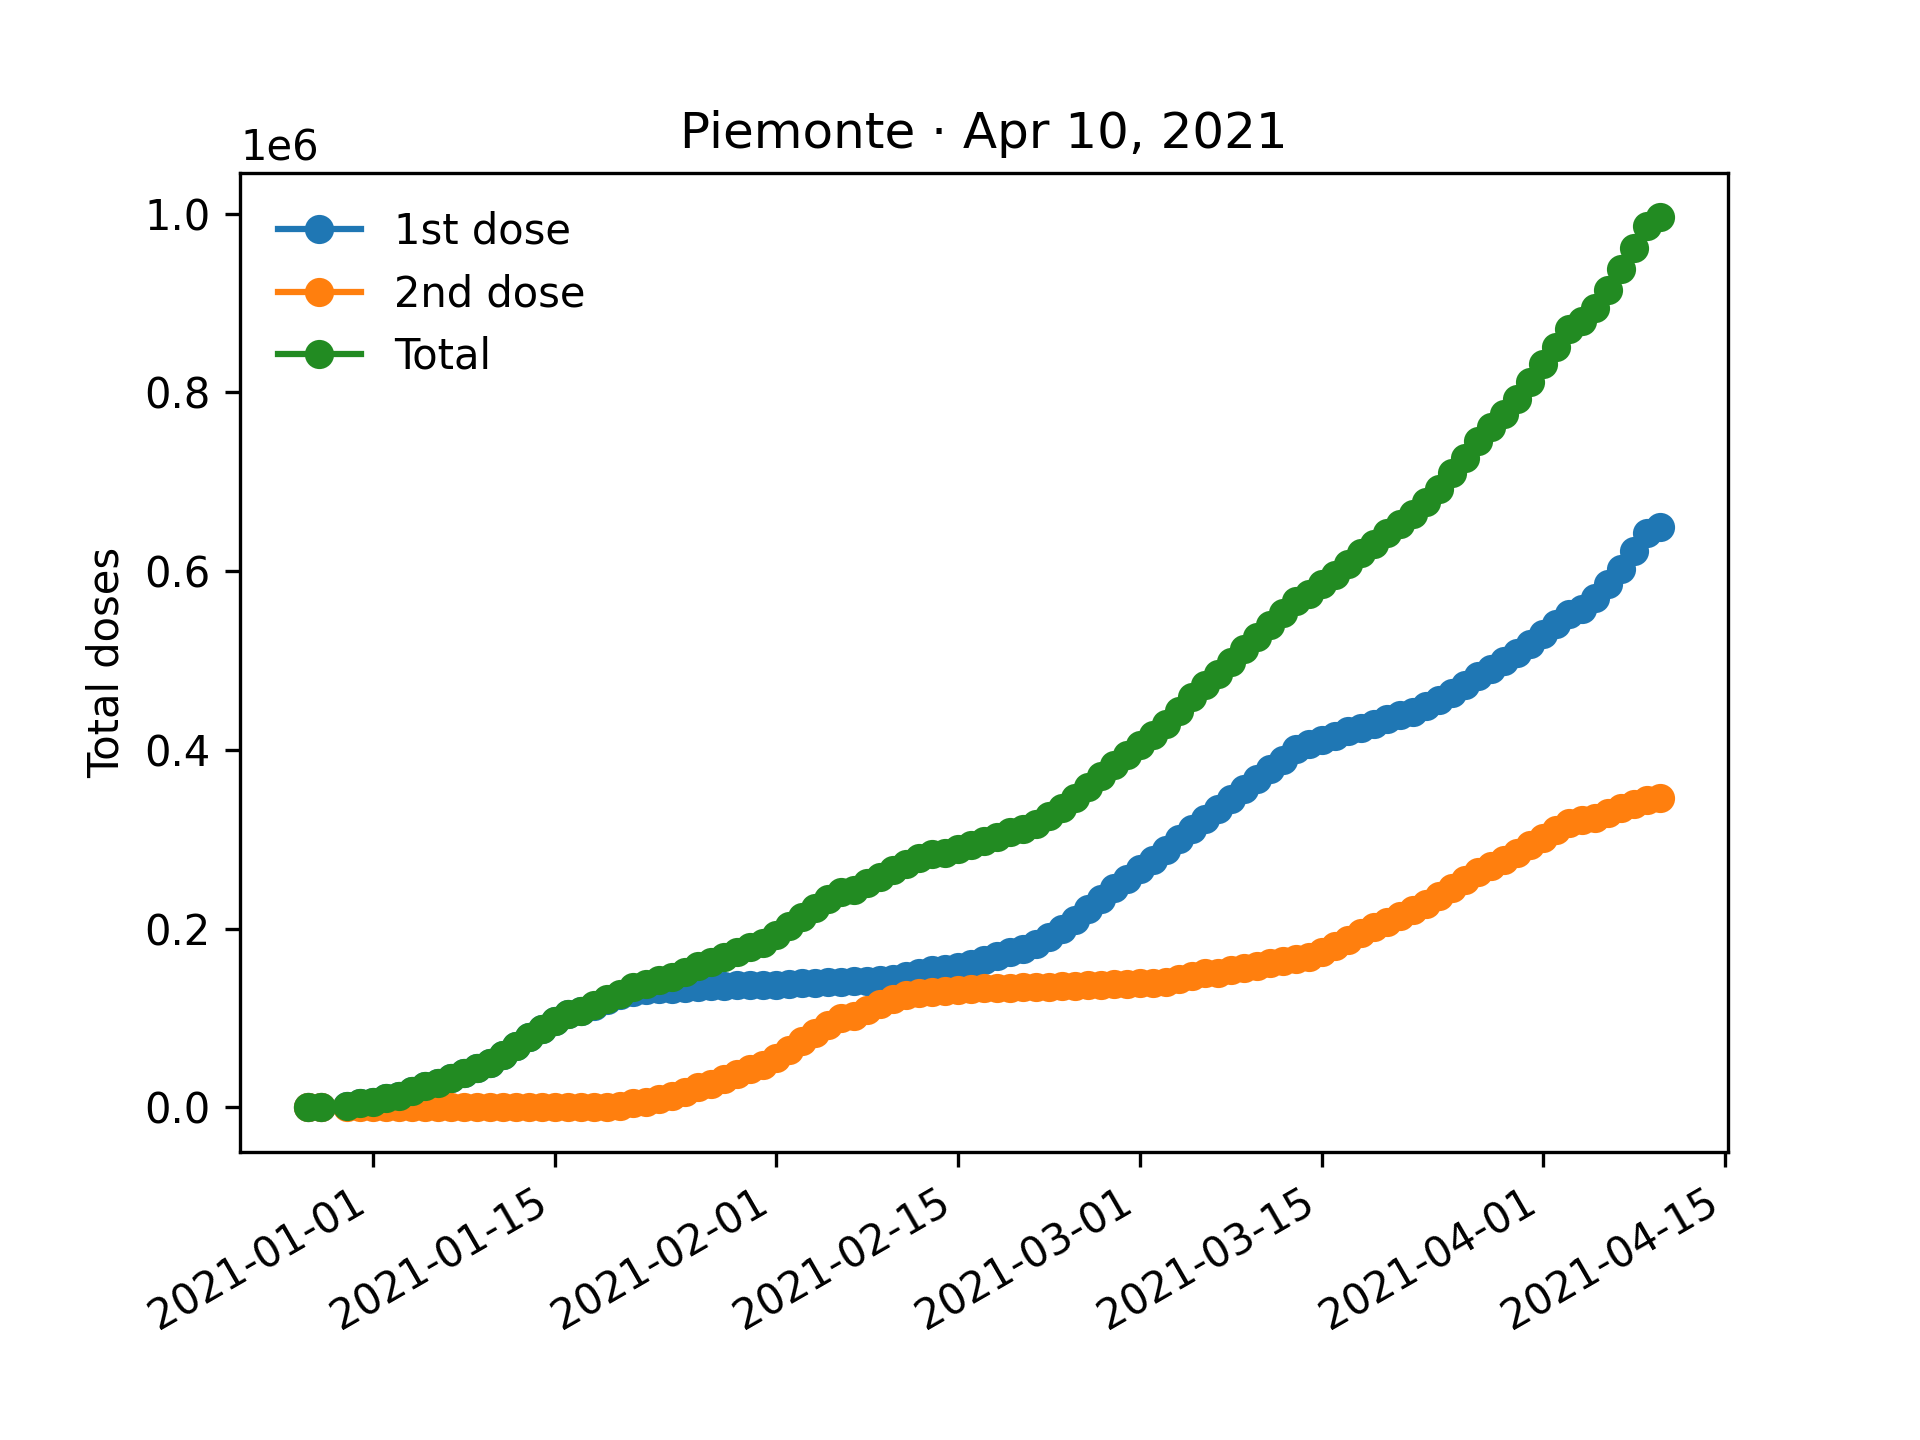 Piemonte · Apr 10, 2021
1e6
1.0
0.8
0.6
0.4
0.2
0.0
Total doses
1st dose
2nd dose
Total
2021-01-01
2021-01-15
2021-02-01
2021-02-15
2021-03-01
2021-03-15
2021-04-01
2021-04-15